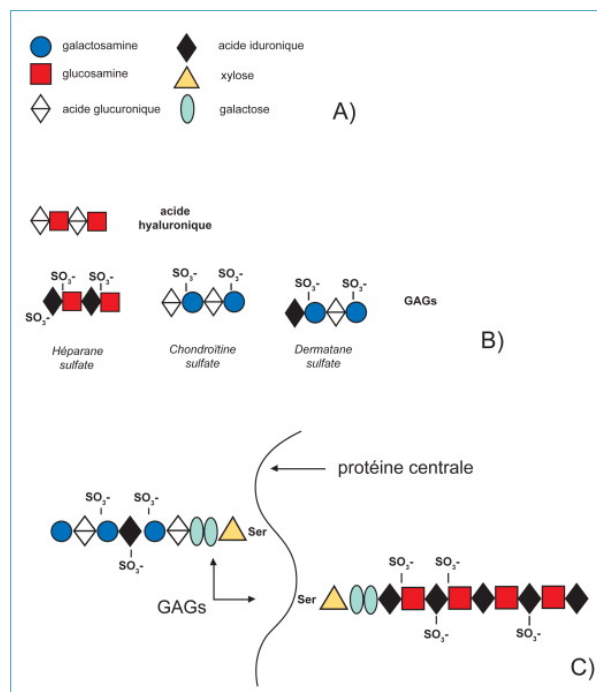 galactosamine
acide iduronique
glucosamine
xylose
acide glucuronique
galactose
A)
acide
hyaluronique
SO3- SO3-
SO3-
SO3- SO3-
SO3- SO3-
GAGs
Héparane
sulfate
Chondroïtine
sulfate
Dermatane
sulfate
B)
protéine centrale
SO3- SO3-
Ser
SO3-
GAGs
Ser
SO3- SO3-
SO3- SO3-
C)